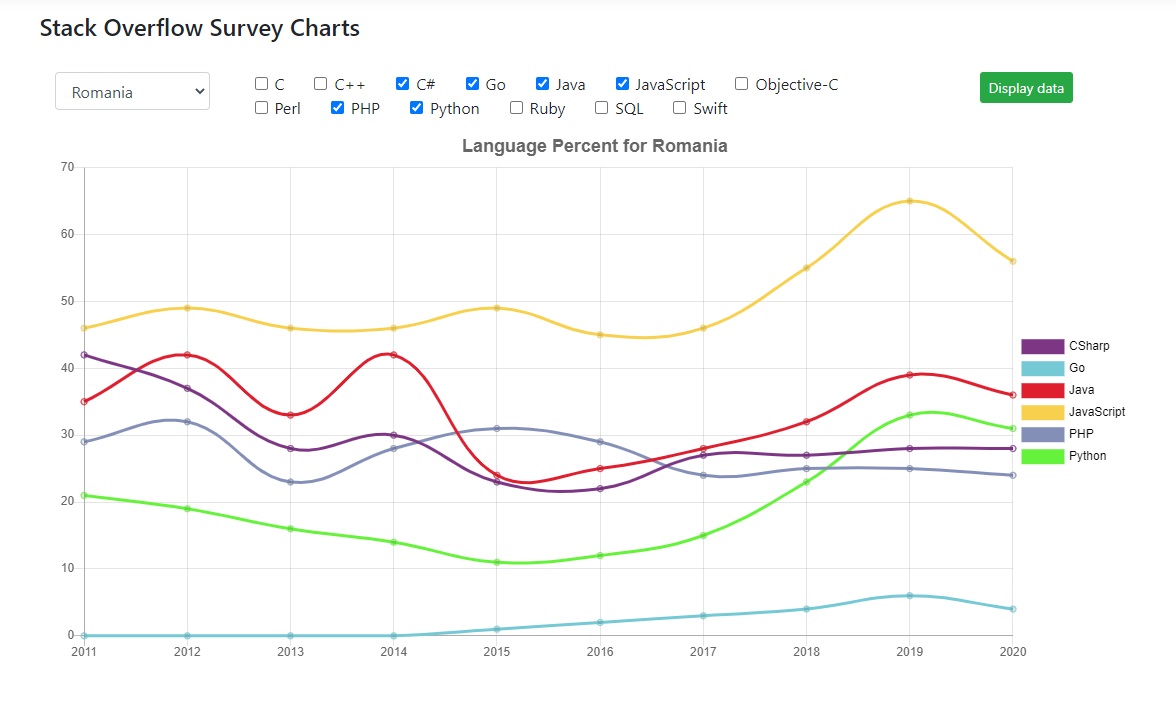 Stack Overflow Survey Charts
Romania
C C++ C# Go Java JavaScript Objective-C
Perl PHP Python Ruby SQL Swift
Display data
Language Percent for Romania
70
60
50
40
30
20
10
0
2011 2012 2013 2014 2015 2016 2017 2018 2019 2020
CSharp
Go
Java
JavaScript
PHP
Python